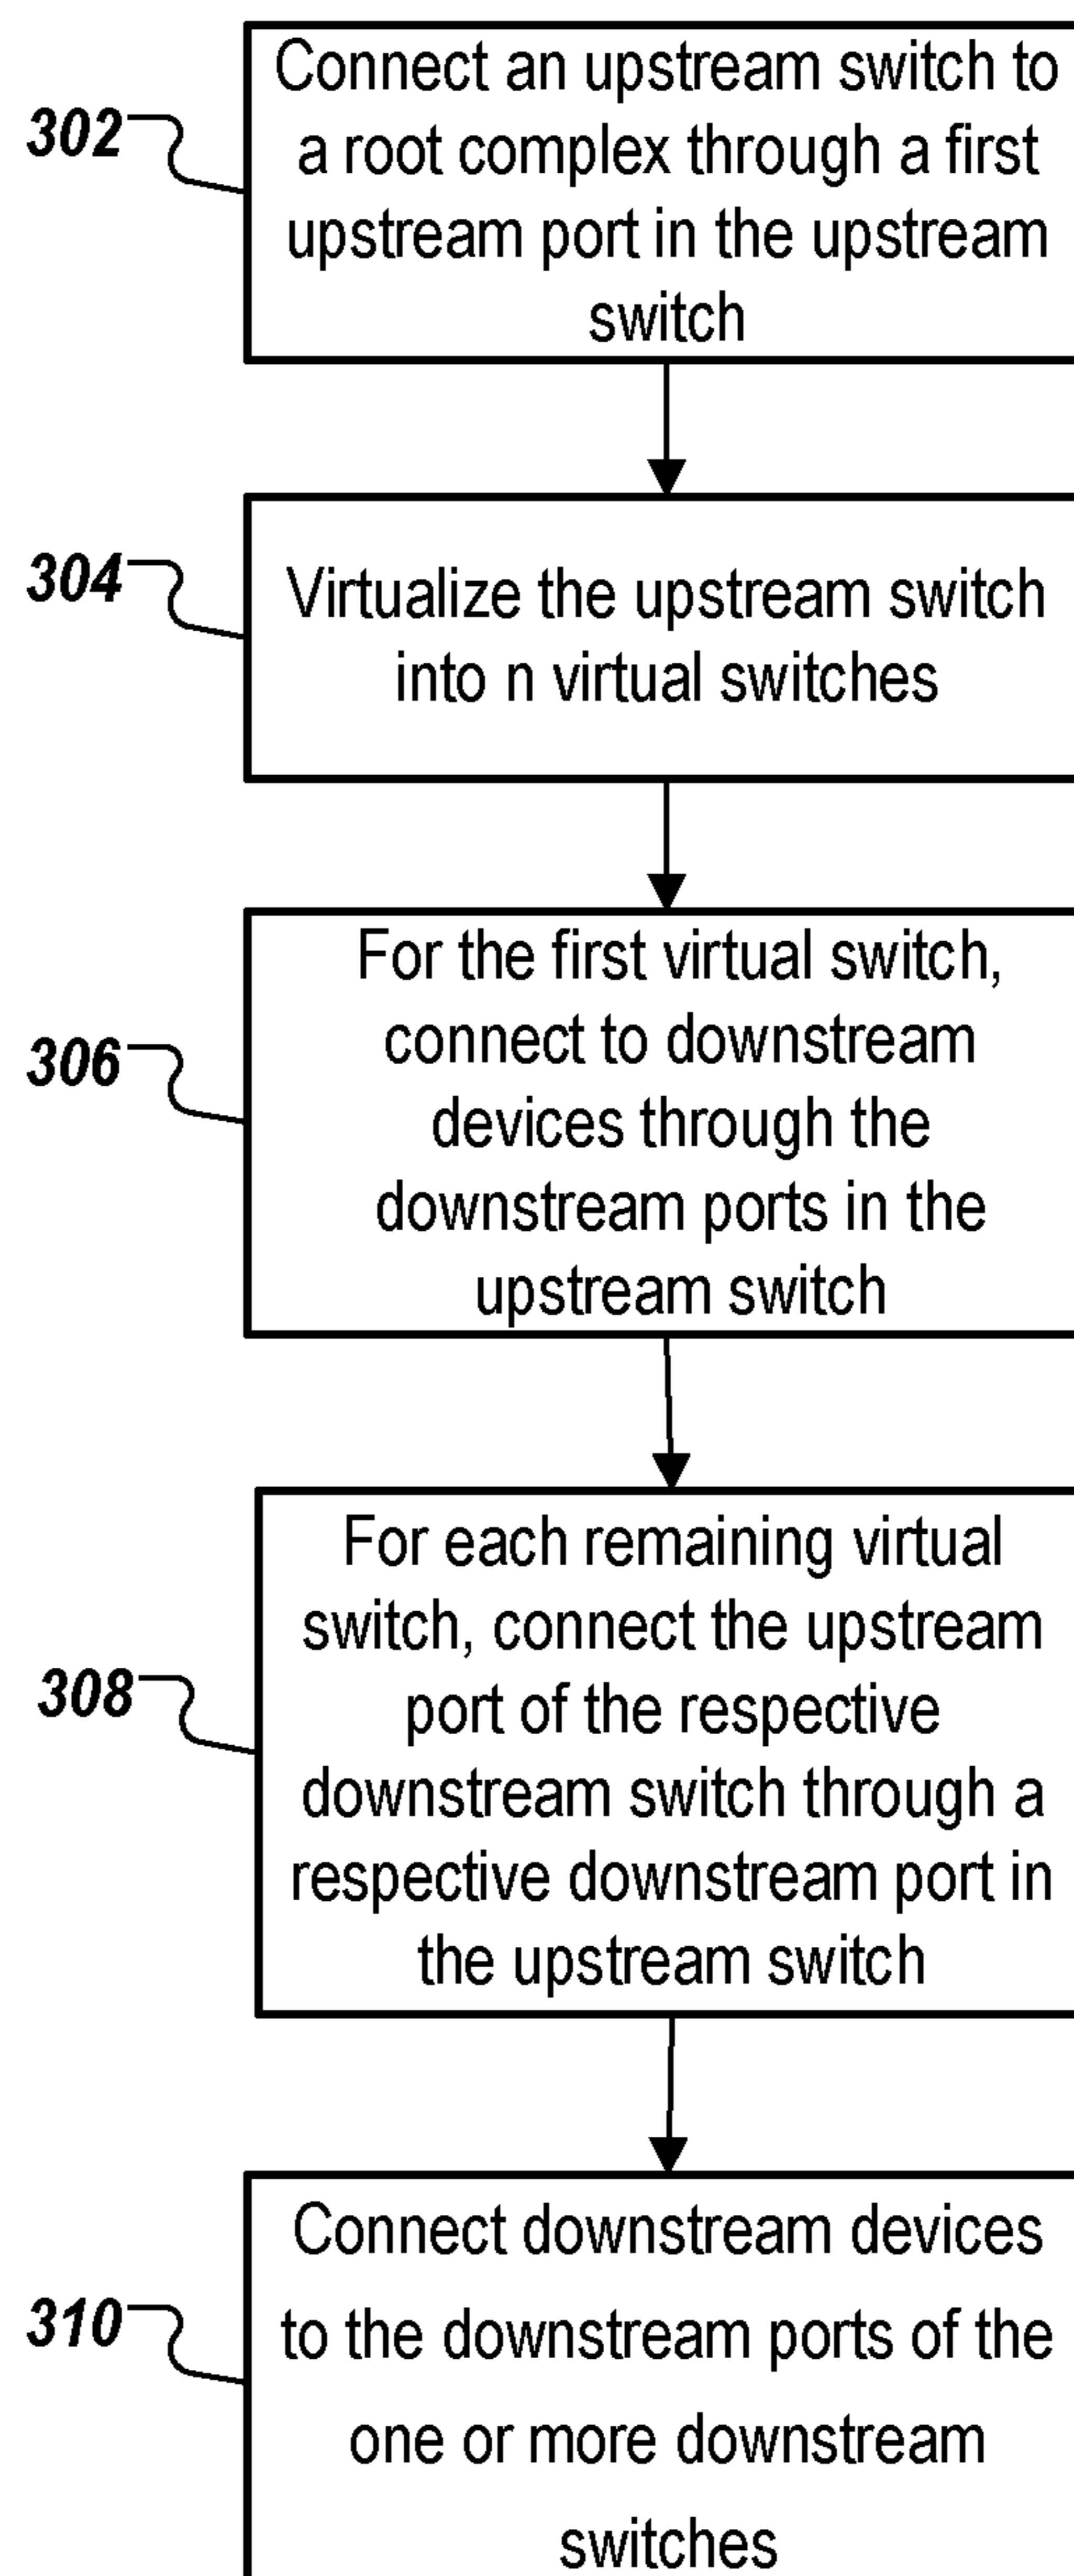 302
Connect an upstream switch to
a root complex through a first
upstream port in the upstream
switch
304
Virtualize the upstream switch
into n virtual switches
306
For the first virtual switch,
connect to downstream
devices through the
downstream ports in the
upstream switch
308
For each remaining virtual
switch, connect the upstream
port of the respective
downstream switch through a
respective downstream port in
the upstream switch
310
Connect downstream devices
to the downstream ports of the
one or more downstream
switches